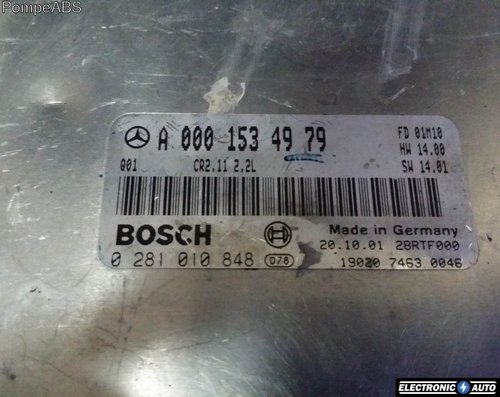 PompeABS
A 000 153 49 79
FD 01M10
HW 14.00
Q01 CR2.11 2,2L SW 14.01
BOSCH
Made in Germany
20.10.01 28RTF000
0 281 010 848 078
19020 7463 0046
ELECTRONIC AUTO